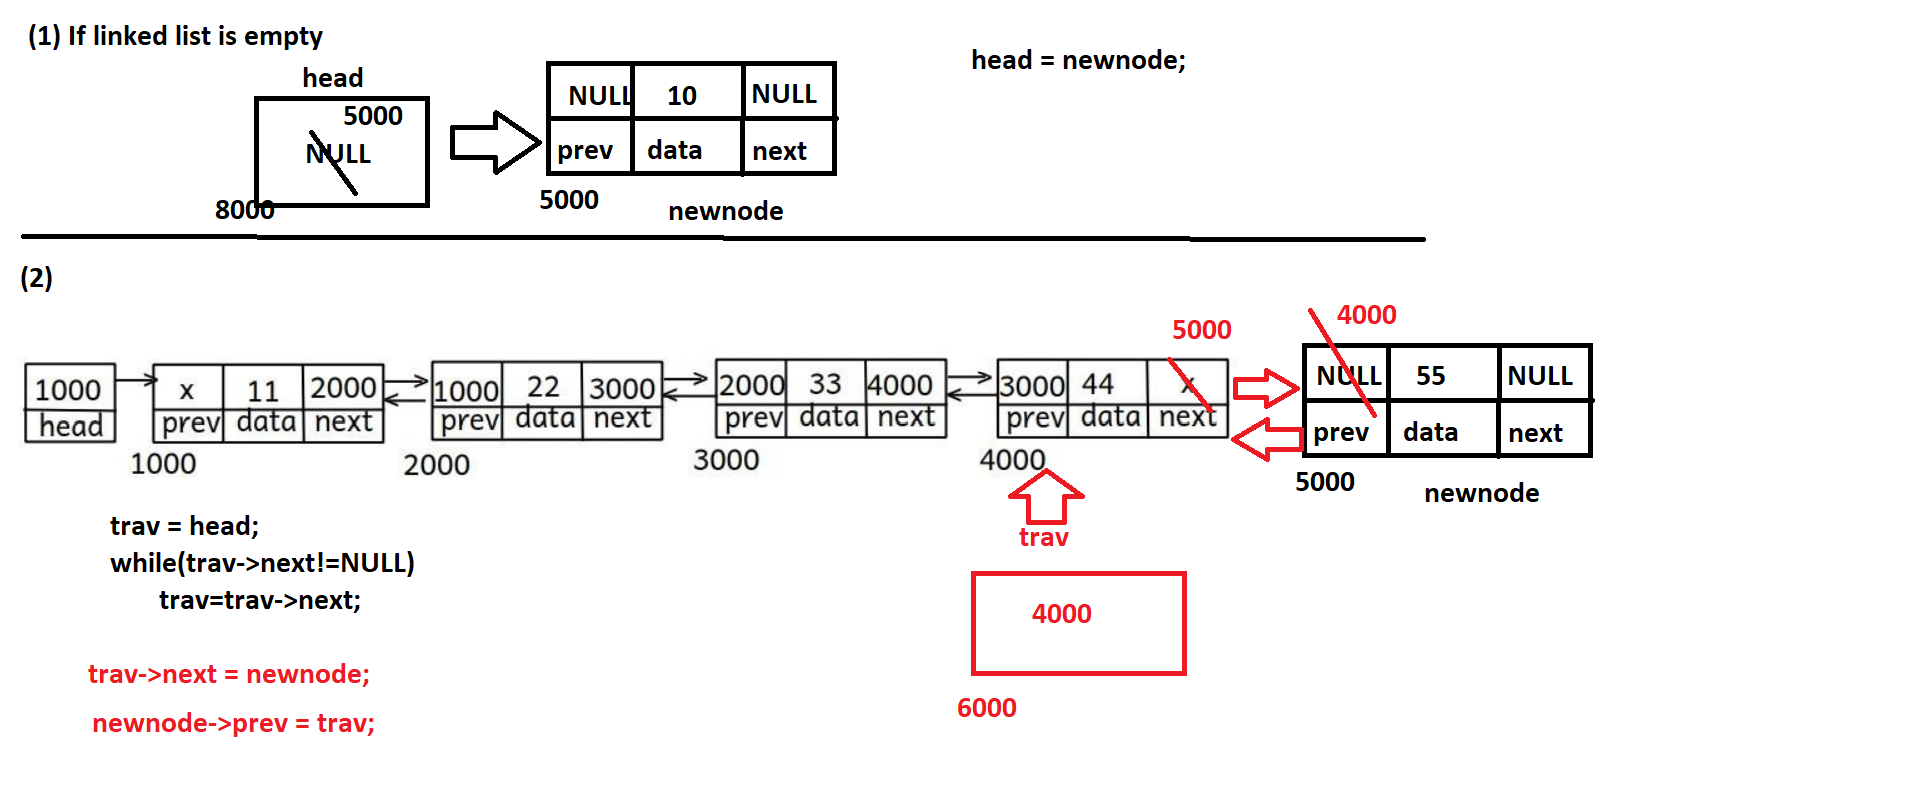 (1) If linked list is empty
head = newnode;
head
5000
NULL
8000
NULL 10 NULL
prev data next
5000
newnode
(2)
5000
4000
1000
head
x 11 2000
prev data next
1000
1000 22 3000
prev data next
2000
2000 33 4000
prev data next
3000
3000 44 x
prev data next
4000
NULL 55 NULL
prev data next
5000
newnode
trav
4000
6000
trav = head;
while(trav->next!=NULL)
trav=trav->next;
trav->next = newnode;
newnode->prev = trav;